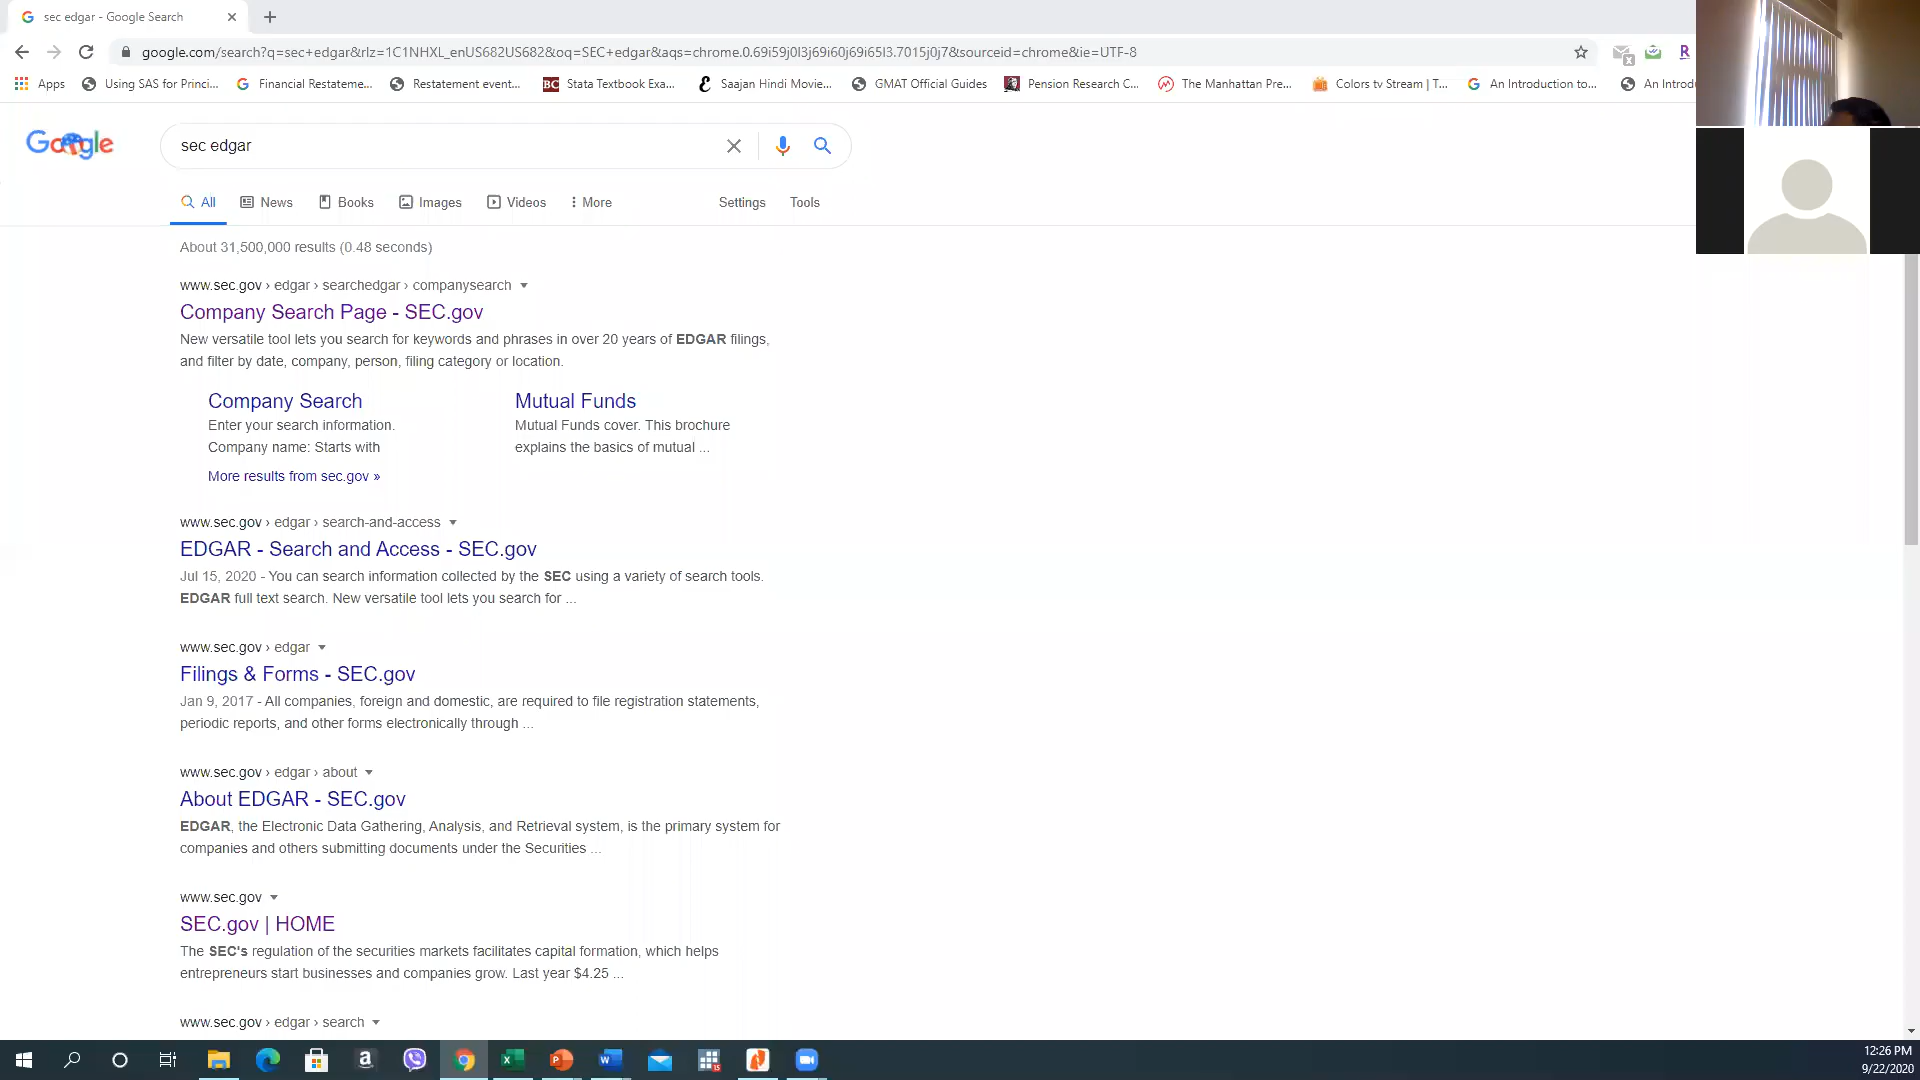 sec edgar - Google Search
google.com/search?q=sec+edgar&rlz=1C1NHXL_enUS682US682&oq=SEC+edgar&aqs=chrome.0.69i59j0l3j69i60j69i65l3.7015j0j7&sourceid=chrome&ie=UTF-8
Apps Using SAS for Princi... Financial Restateme... Restatement event... BC Stata Textbook Exa... Saajan Hindi Movie... GMAT Official Guides Pension Research C... The Manhattan Pre... Colors tv Stream | T... An Introduction to... An Introd
Google
sec edgar
All News Books Images Videos More Settings Tools
About 31,500,000 results (0.48 seconds)
www.sec.gov › edgar › searchedgar › companysearch
Company Search Page - SEC.gov
New versatile tool lets you search for keywords and phrases in over 20 years of EDGAR filings,
and filter by date, company, person, filing category or location.
Company Search
Enter your search information.
Company name: Starts with
Mutual Funds
Mutual Funds cover. This brochure
explains the basics of mutual ...
More results from sec.gov »
www.sec.gov › edgar › search-and-access
EDGAR - Search and Access - SEC.gov
Jul 15, 2020 - You can search information collected by the SEC using a variety of search tools.
EDGAR full text search. New versatile tool lets you search for ...
www.sec.gov › edgar
Filings & Forms - SEC.gov
Jan 9, 2017 - All companies, foreign and domestic, are required to file registration statements,
periodic reports, and other forms electronically through ...
www.sec.gov › edgar › about
About EDGAR - SEC.gov
EDGAR, the Electronic Data Gathering, Analysis, and Retrieval system, is the primary system for
companies and others submitting documents under the Securities ...
www.sec.gov
SEC.gov | HOME
The SEC's regulation of the securities markets facilitates capital formation, which helps
entrepreneurs start businesses and companies grow. Last year $4.25 ...
www.sec.gov › edgar › search
12:26 PM
9/22/2020